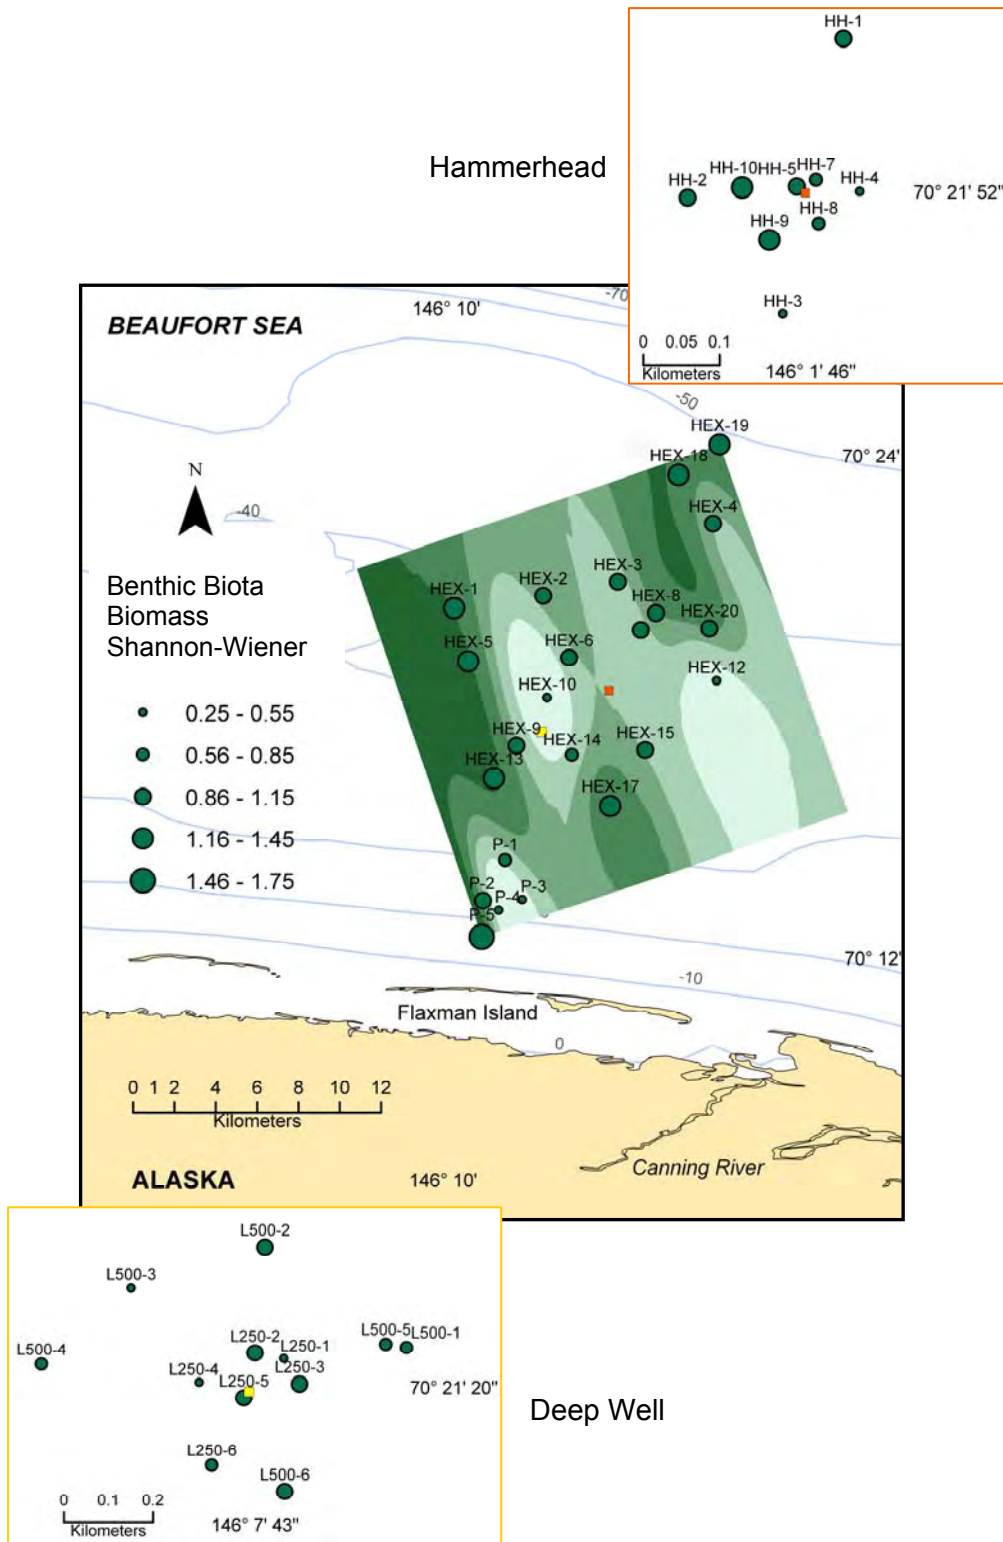 HH-1
Hammerhead
HH-10 HH-5 HH-7
HH-2 HH-4 70° 21' 52"
HH-8
HH-9
HH-3
0 0.05 0.1
Kilometers 146° 1' 46"
-70
146° 10'
BEAUFORT SEA
-50
HEX-19
HEX-18 70° 24'
N
HEX-4
-40
HEX-3
HEX-1 HEX-2
HEX-8
HEX-20
HEX-5 HEX-6
HEX-12
HEX-10
HEX-9 HEX-14 HEX-15
HEX-13
HEX-17
Benthic Biota
Biomass
Shannon-Wiener
0.25 - 0.55
0.56 - 0.85
0.86 - 1.15
1.16 - 1.45
1.46 - 1.75
P-1
P-2 P-3
P-4
P-5
70° 12'
-10
Flaxman Island
0
0 1 2 4 6 8 10 12
Kilometers
Canning River
ALASKA 146° 10'
L500-2
L500-3
L500-5 L500-1
L250-2 L250-1
L500-4
L250-4 L250-3
L250-5 70° 21' 20"
Deep Well
L250-6
L500-6
0 0.1 0.2
Kilometers 146° 7' 43"